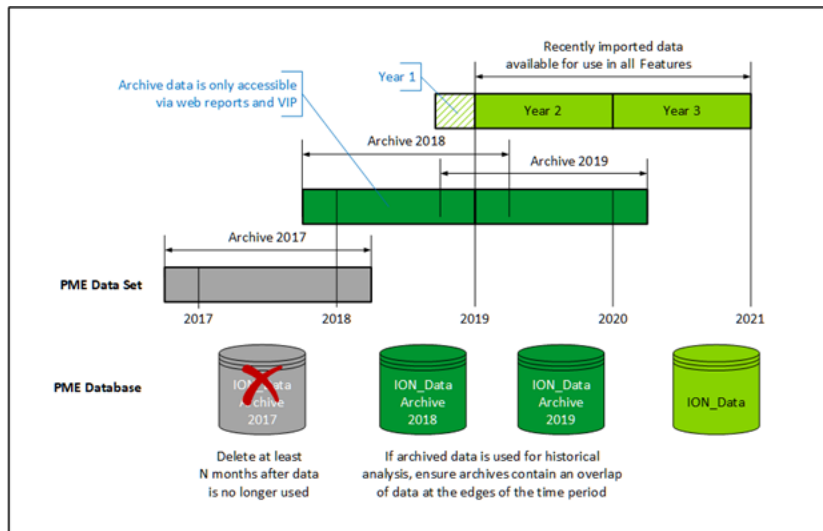 Recently imported data
available for use in all Features
Year 1
Archive data is only accessible
via web reports and VIP
Year 2
Year 3
Archive 2018
Archive 2019
Archive 2017
PME Data Set
2017
2018
2019
2020
2021
PME Database
ION_Data
Archive
2017
ION_Data
Archive
2018
ION_Data
Archive
2019
ION_Data
Delete at least
N months after data
is no longer used
If archived data is used for historical
analysis, ensure archives contain an overlap
of data at the edges of the time period